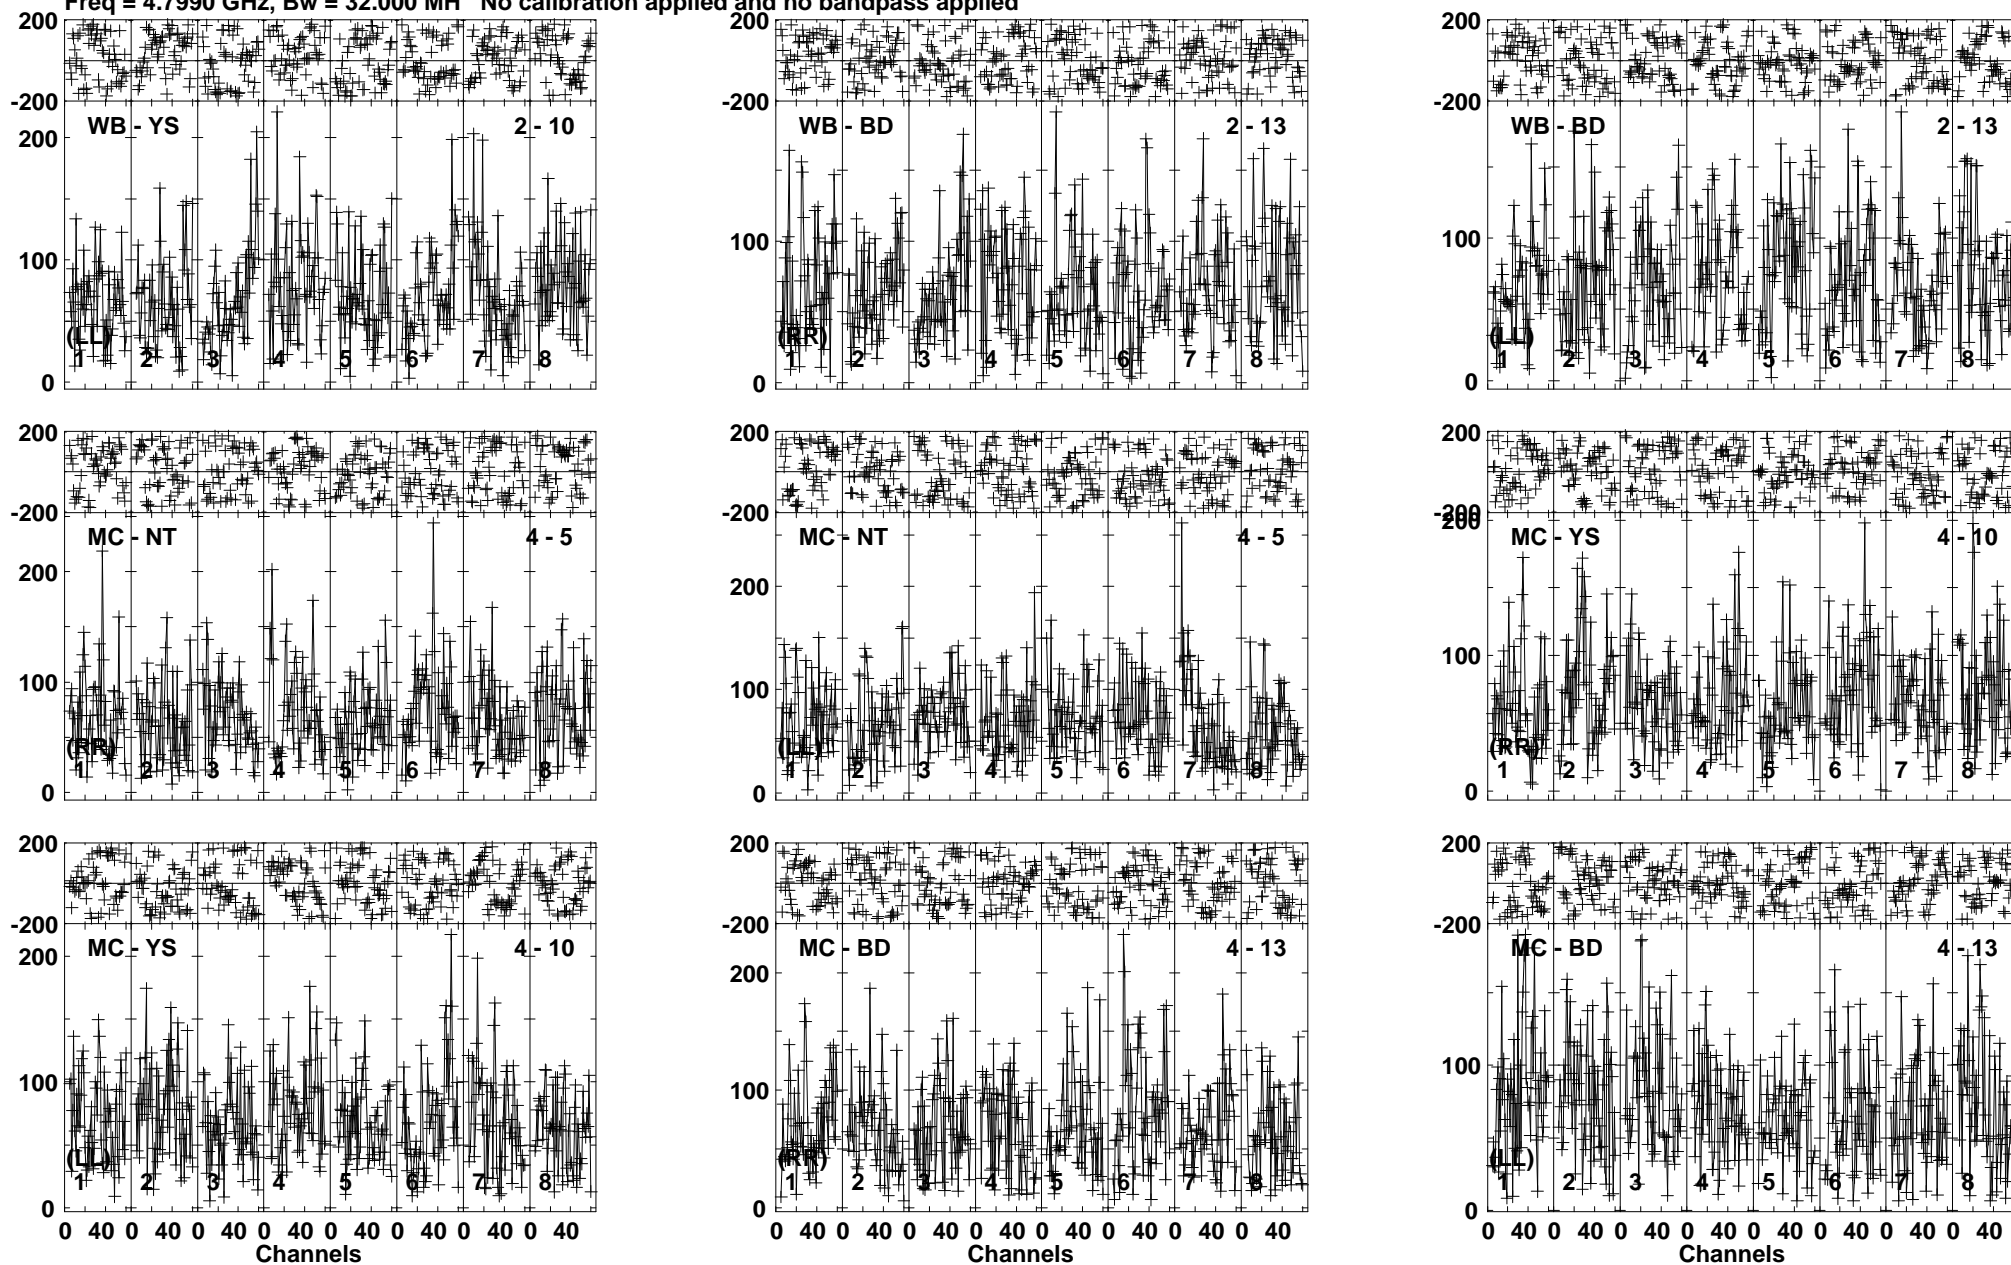 Freq = 4.7990 GHz, Bw = 32.000 MH No calibration applied and no bandpass applied
200 200 200
-200 -200 -200
WB - YS 2 - 10 WB - BD 2 - 13 WB - BD 2 - 13
200
100 100 100
(LL) (RR) (LL)
1 2 3 4 5 6 7 8 1 2 3 4 5 6 7 8 1 2 3 4 5 6 7 8
0 0 0
200 200 200
-200 -200 -200
200
MC - NT 4 - 5 MC - NT 4 - 5 MC - YS 4 - 10
200 200
100 100 100
(RR) (LL) (RR)
1 2 3 4 5 6 7 8 1 2 3 4 5 6 7 8 1 2 3 4 5 6 7 8
0 0 0
200 200 200
-200 -200 -200
MC - YS 4 - 10 MC - BD 4 - 13 MC - BD 4 - 13
200 200
100 100 100
(LL) (RR) (LL)
1 2 3 4 5 6 7 8 1 2 3 4 5 6 7 8 1 2 3 4 5 6 7 8
0 0 0
0 40 0 40 0 40 0 40 0 40 0 40 0 40 0 40 0 40 0 40 0 40 0 40 0 40 0 40 0 40 0 40 0 40 0 40 0 40 0 40 0 40 0 40 0 40 0 40
Channels Channels Channels